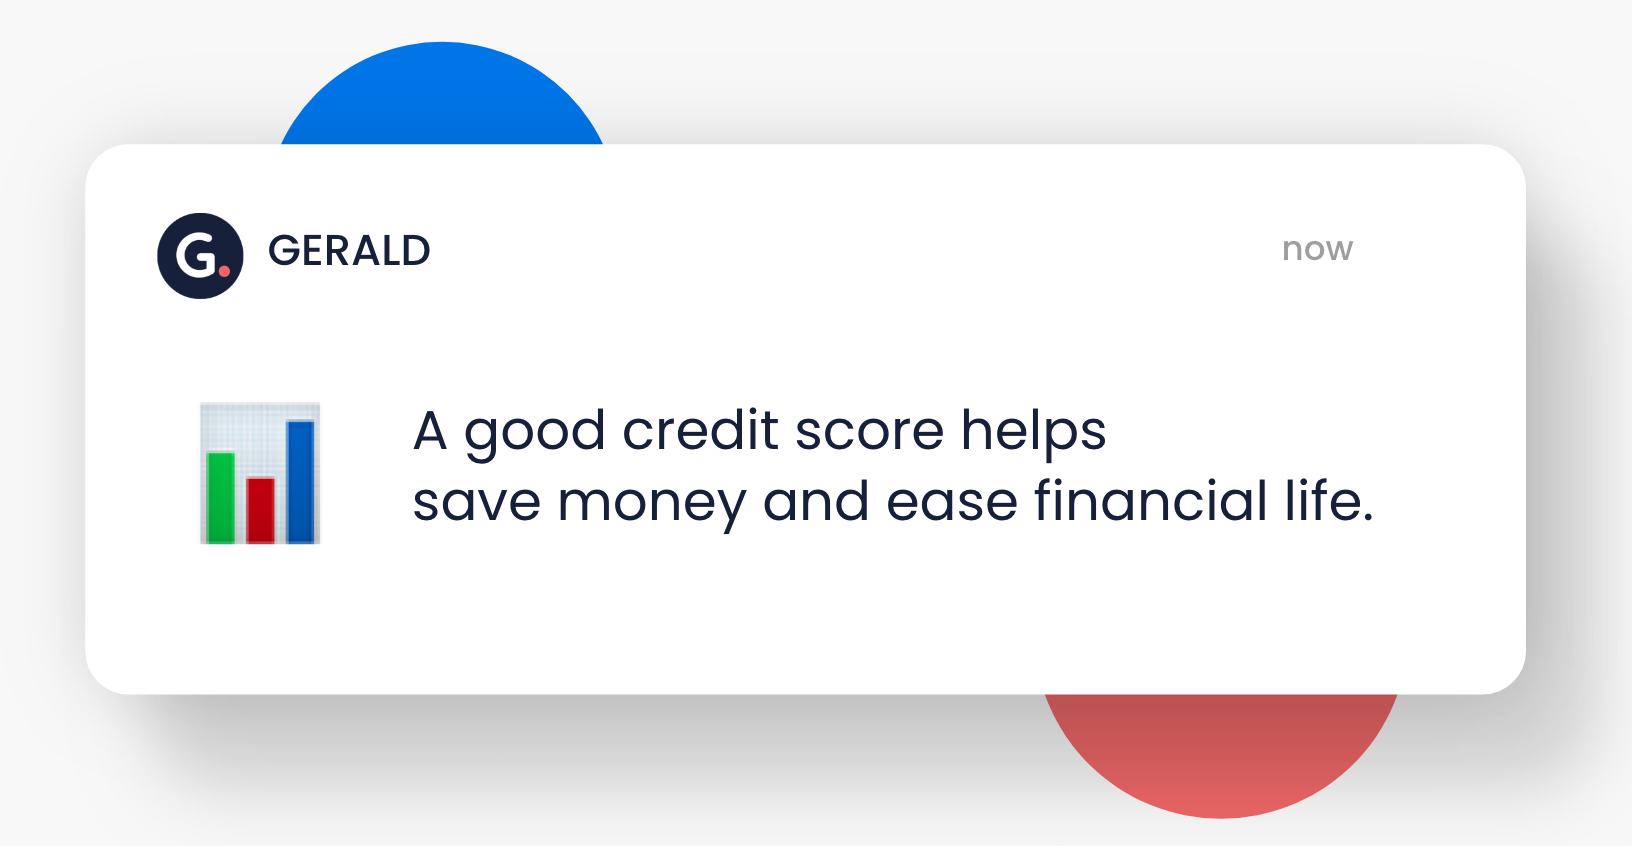 G.
GERALD
now
A good credit score helps
save money and ease financial life.